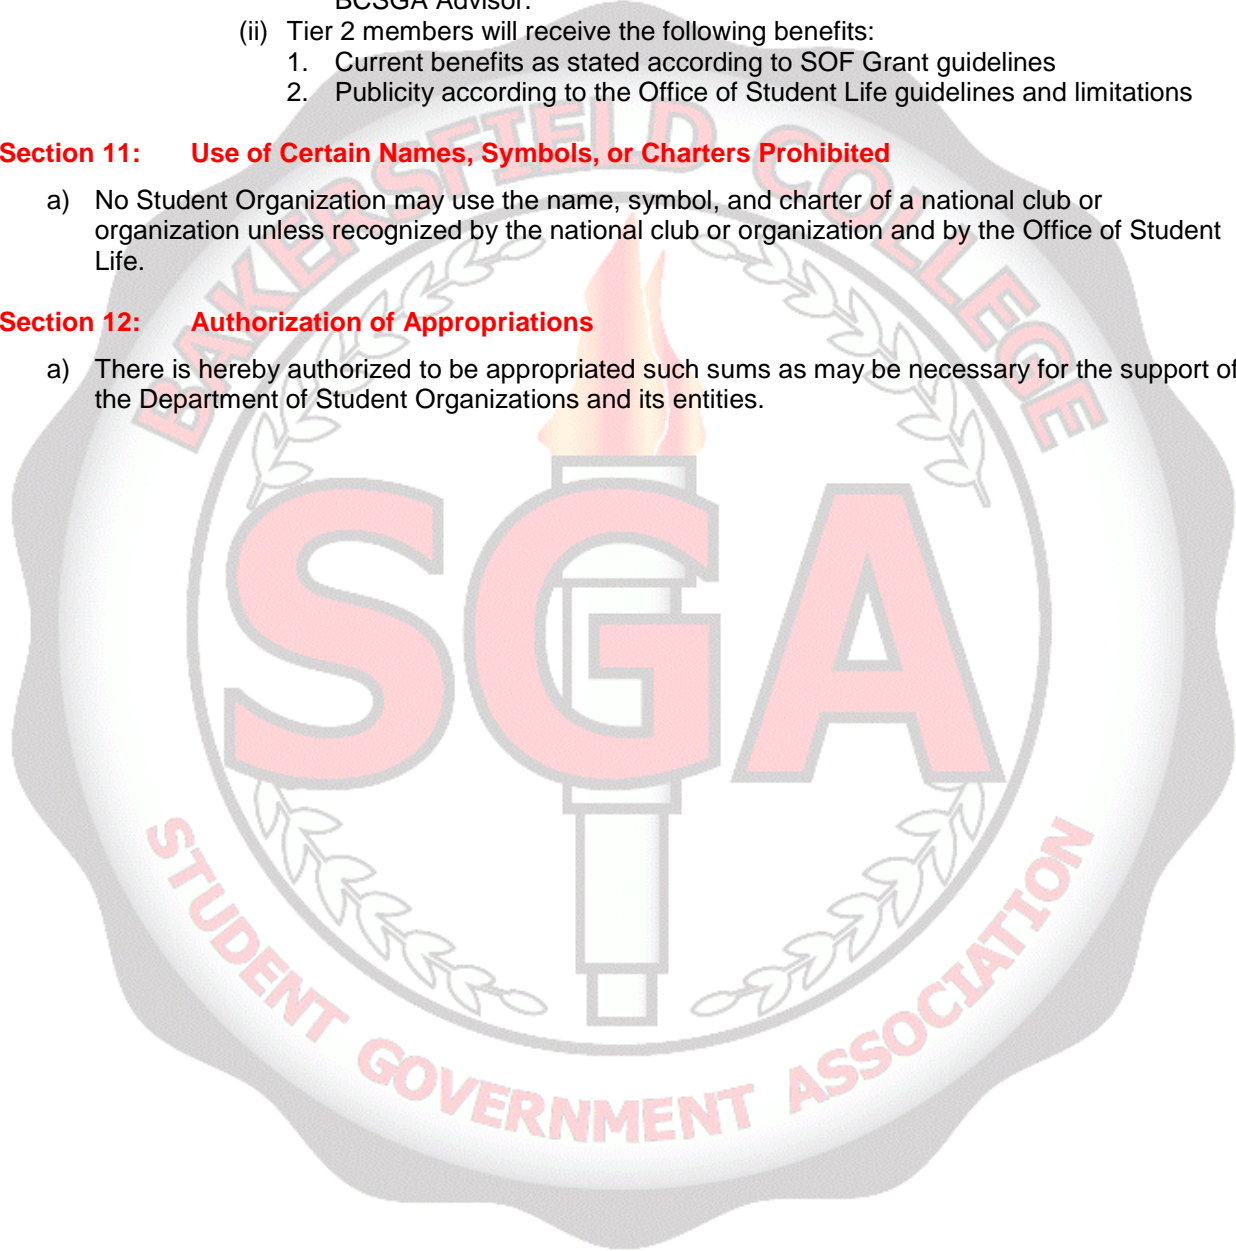 BCSGA Advisor.
(ii) Tier 2 members will receive the following benefits:
1. Current benefits as stated according to SOF Grant guidelines
2. Publicity according to the Office of Student Life guidelines and limitations
Section 11: Use of Certain Names, Symbols, or Charters Prohibited
a) No Student Organization may use the name, symbol, and charter of a national club or
organization unless recognized by the national club or organization and by the Office of Student
Life.
Section 12: Authorization of Appropriations
a) There is hereby authorized to be appropriated such sums as may be necessary for the support of
the Department of Student Organizations and its entities.
BAKERSFIELD COLLEGE
SGA
STUDENT GOVERNMENT ASSOCIATION